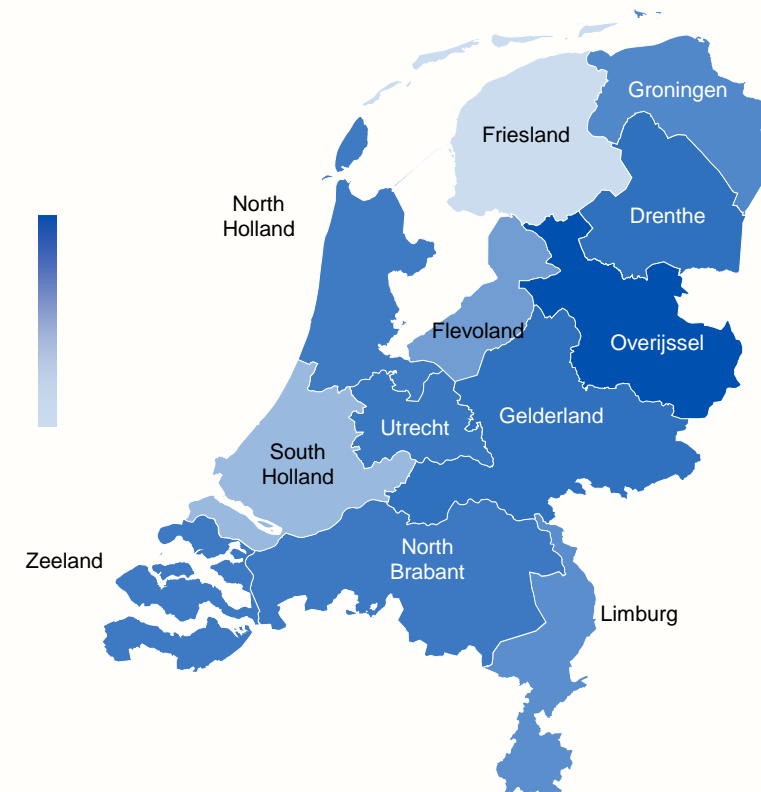 Groningen
Friesland
North
Holland
Drenthe
Flevoland
Overijssel
Gelderland
Utrecht
South
Holland
North
Brabant
Zeeland
Limburg